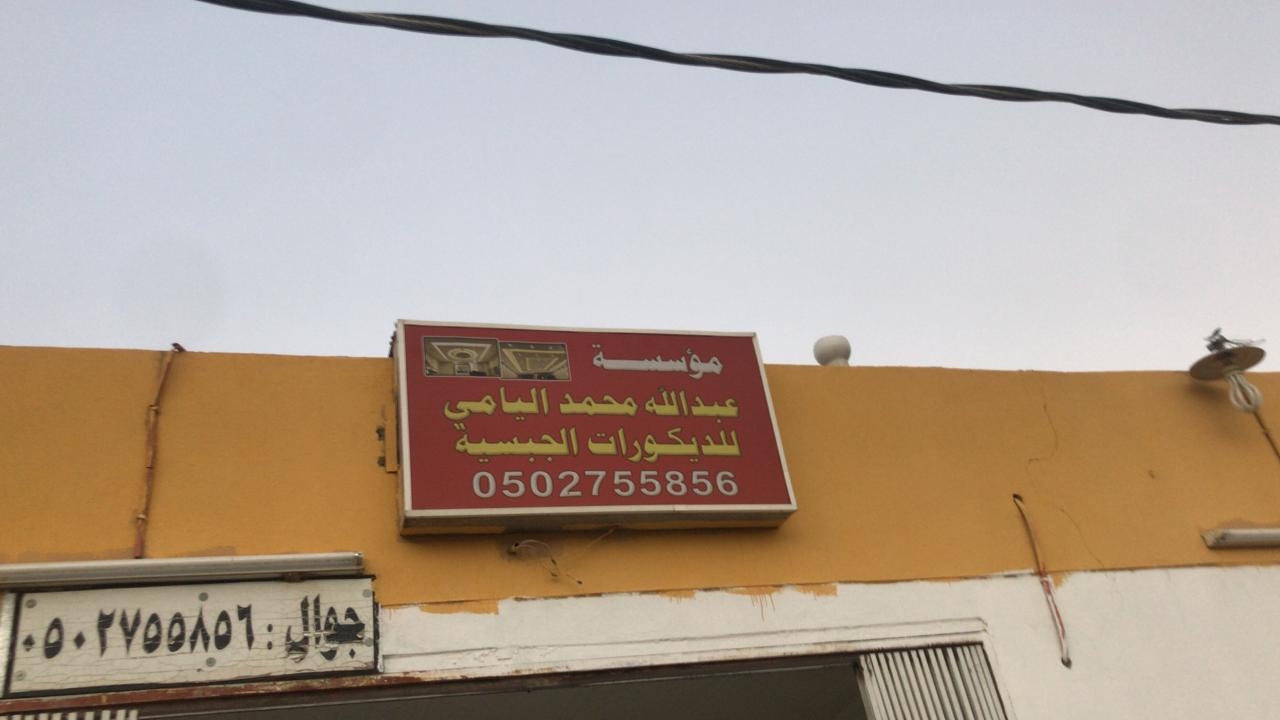 مؤسسة
عبدالله محمد اليامي
للديكورات الجبسية
0502755856
جوال : ٠٥٠٢٧٥٥٨٥٦